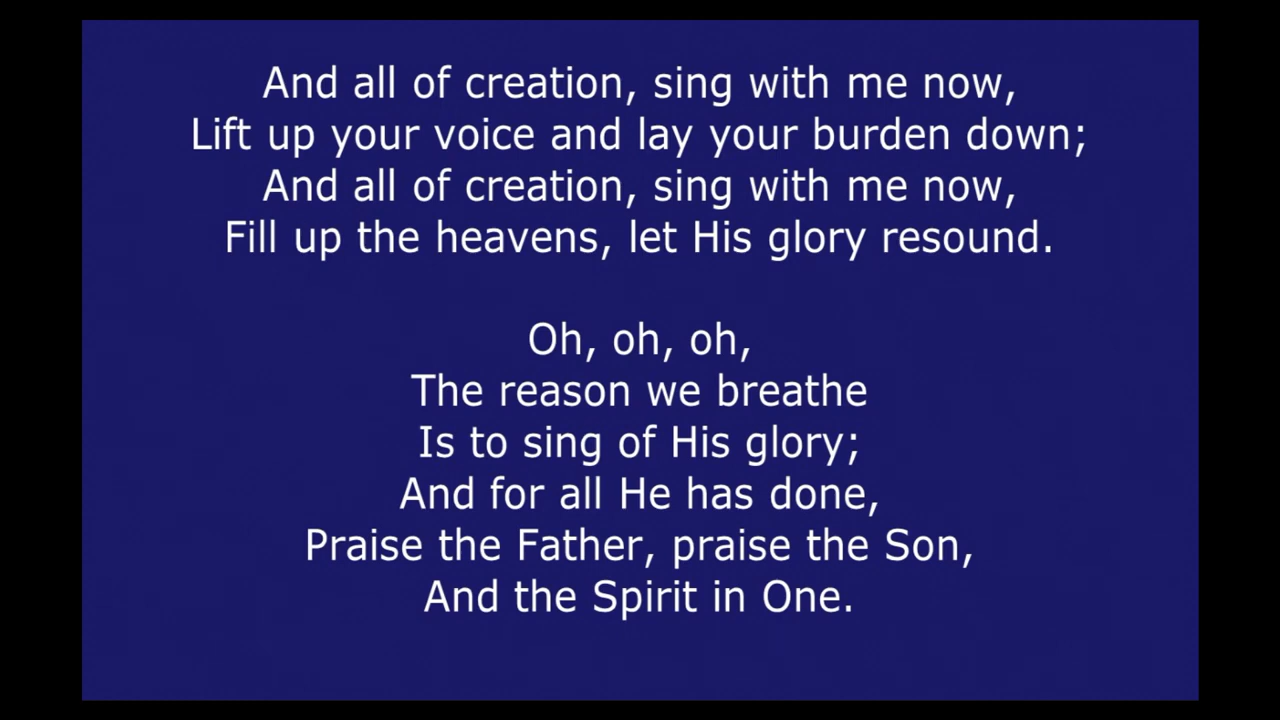 And all of creation, sing with me now,
Lift up your voice and lay your burden down;
And all of creation, sing with me now,
Fill up the heavens, let His glory resound.
Oh, oh, oh,
The reason we breathe
Is to sing of His glory;
And for all He has done,
Praise the Father, praise the Son,
And the Spirit in One.